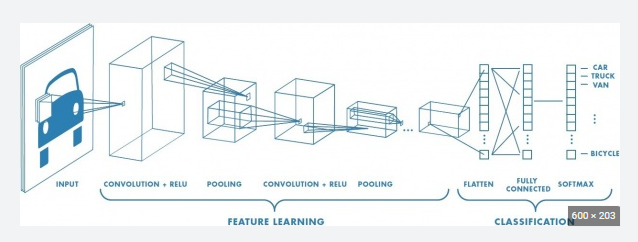 CAR
TRUCK
VAN
BICYCLE
INPUT
CONVOLUTION + RELU
POOLING
CONVOLUTION + RELU
POOLING
FLATTEN
FULLY
CONNECTED
SOFTMAX
FEATURE LEARNING
CLASSIFICATION
600 × 203